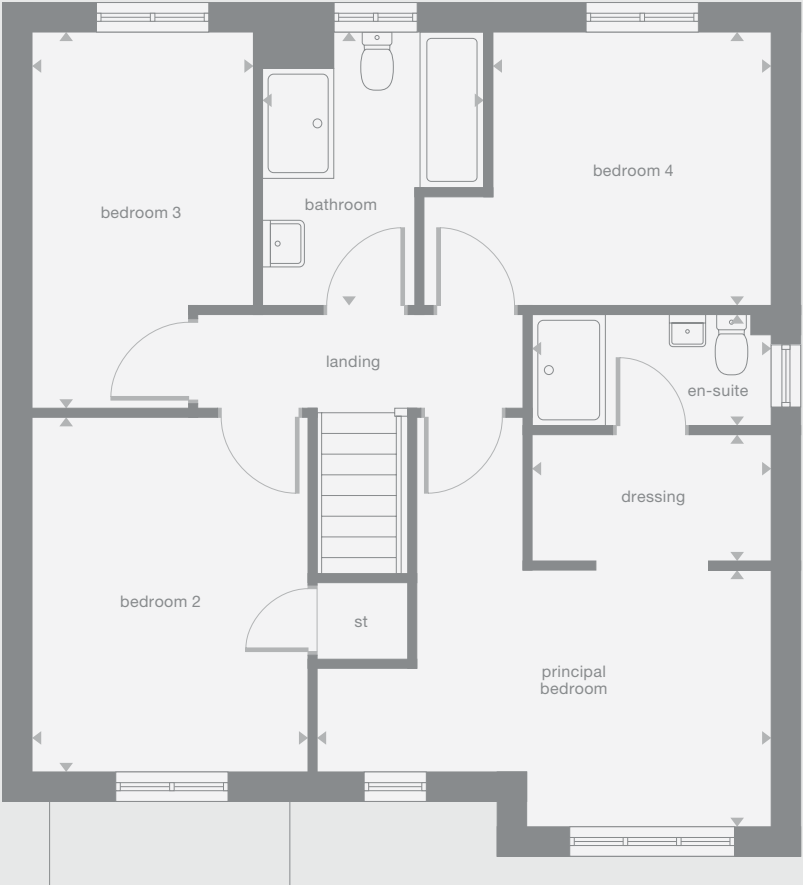 bedroom 4
bedroom 3
bathroom
landing
en-suite
dressing
bedroom 2
st
principal
bedroom